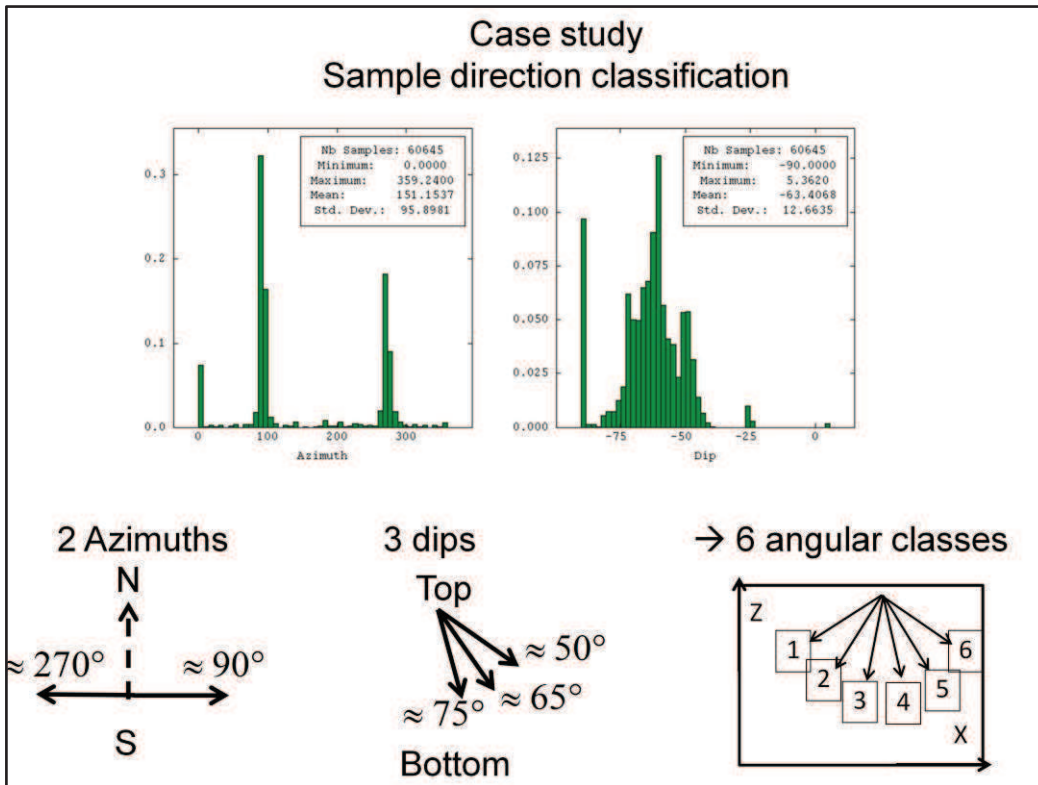 Case study
Sample direction classification
Nb Samples: 60645
Minimum: 0.0000
Maximum: 359.2400
Mean: 151.1537
Std. Dev.: 95.8981
0.3
0.2
0.1
0.0
0 100 200 300
Azimuth
Nb Samples: 60645
Minimum: -90.0000
Maximum: 5.3620
Mean: -63.4068
Std. Dev.: 12.6635
0.125
0.100
0.075
0.050
0.025
0.000
-75 -50 -25 0
Dip
2 Azimuths
N
≈ 270° ≈ 90°
S
3 dips
Top
≈ 50°
≈ 65°
≈ 75°
Bottom
→ 6 angular classes
Z
1 6
2 5
3 4
X